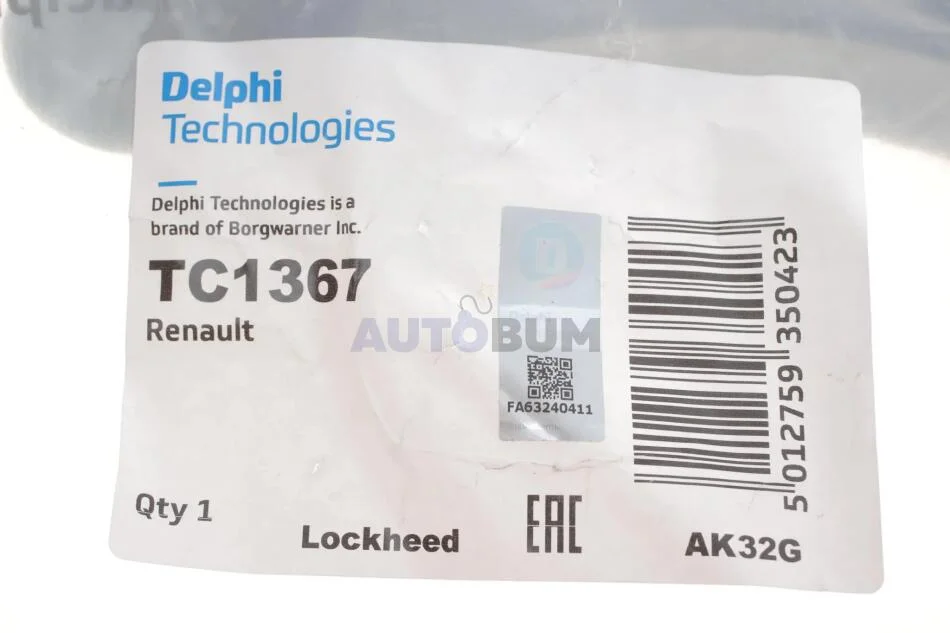 Delphi
Technologies
Delphi Technologies is a
brand of Borgwarner Inc.
TC1367
Renault
AUTOBUM
FA63240411
5 012759 350423
Qty 1
Lockheed
EAC
AK32G